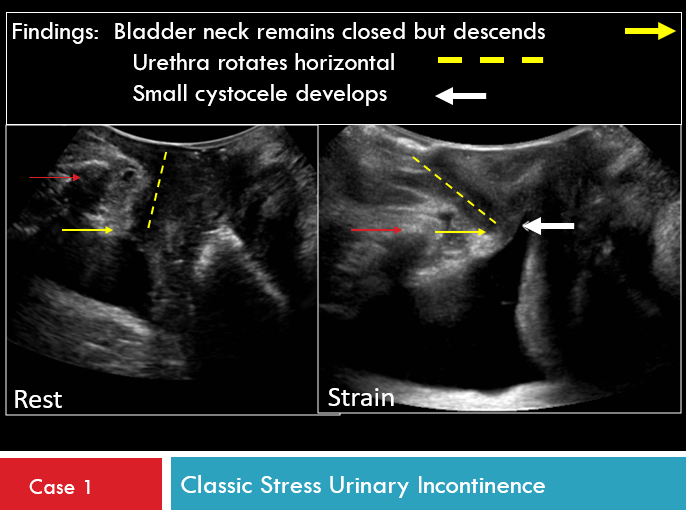 Findings: Bladder neck remains closed but descends
Urethra rotates horizontal
Small cystocele develops
Rest
Strain
Case 1
Classic Stress Urinary Incontinence